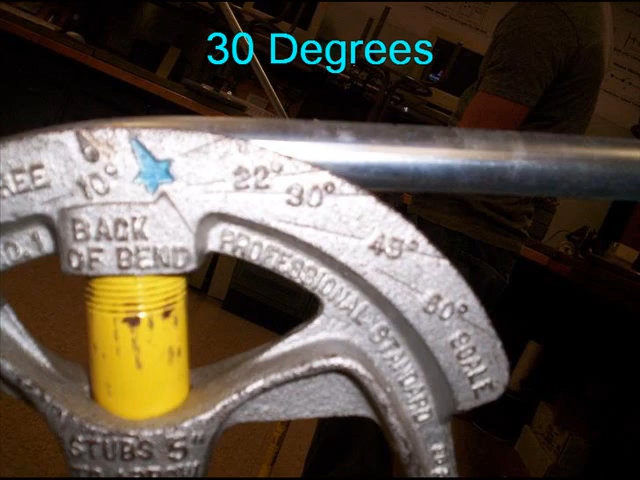 30 Degrees
10°
22°
30°
45°
60° SCALE
BACK
OF BEND
PROFESSIONAL STANDARD
STUBS 5"